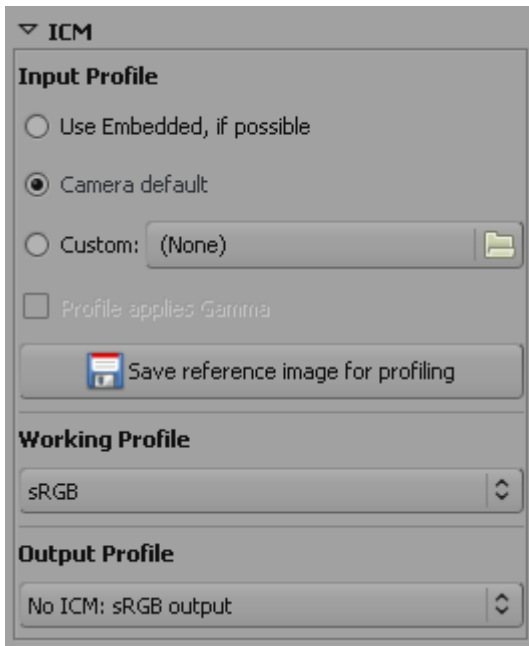 ICM
Input Profile
Use Embedded, if possible
Camera default
Custom: (None)
Profile applies Gamma
Save reference image for profiling
Working Profile
sRGB
Output Profile
No ICM: sRGB output